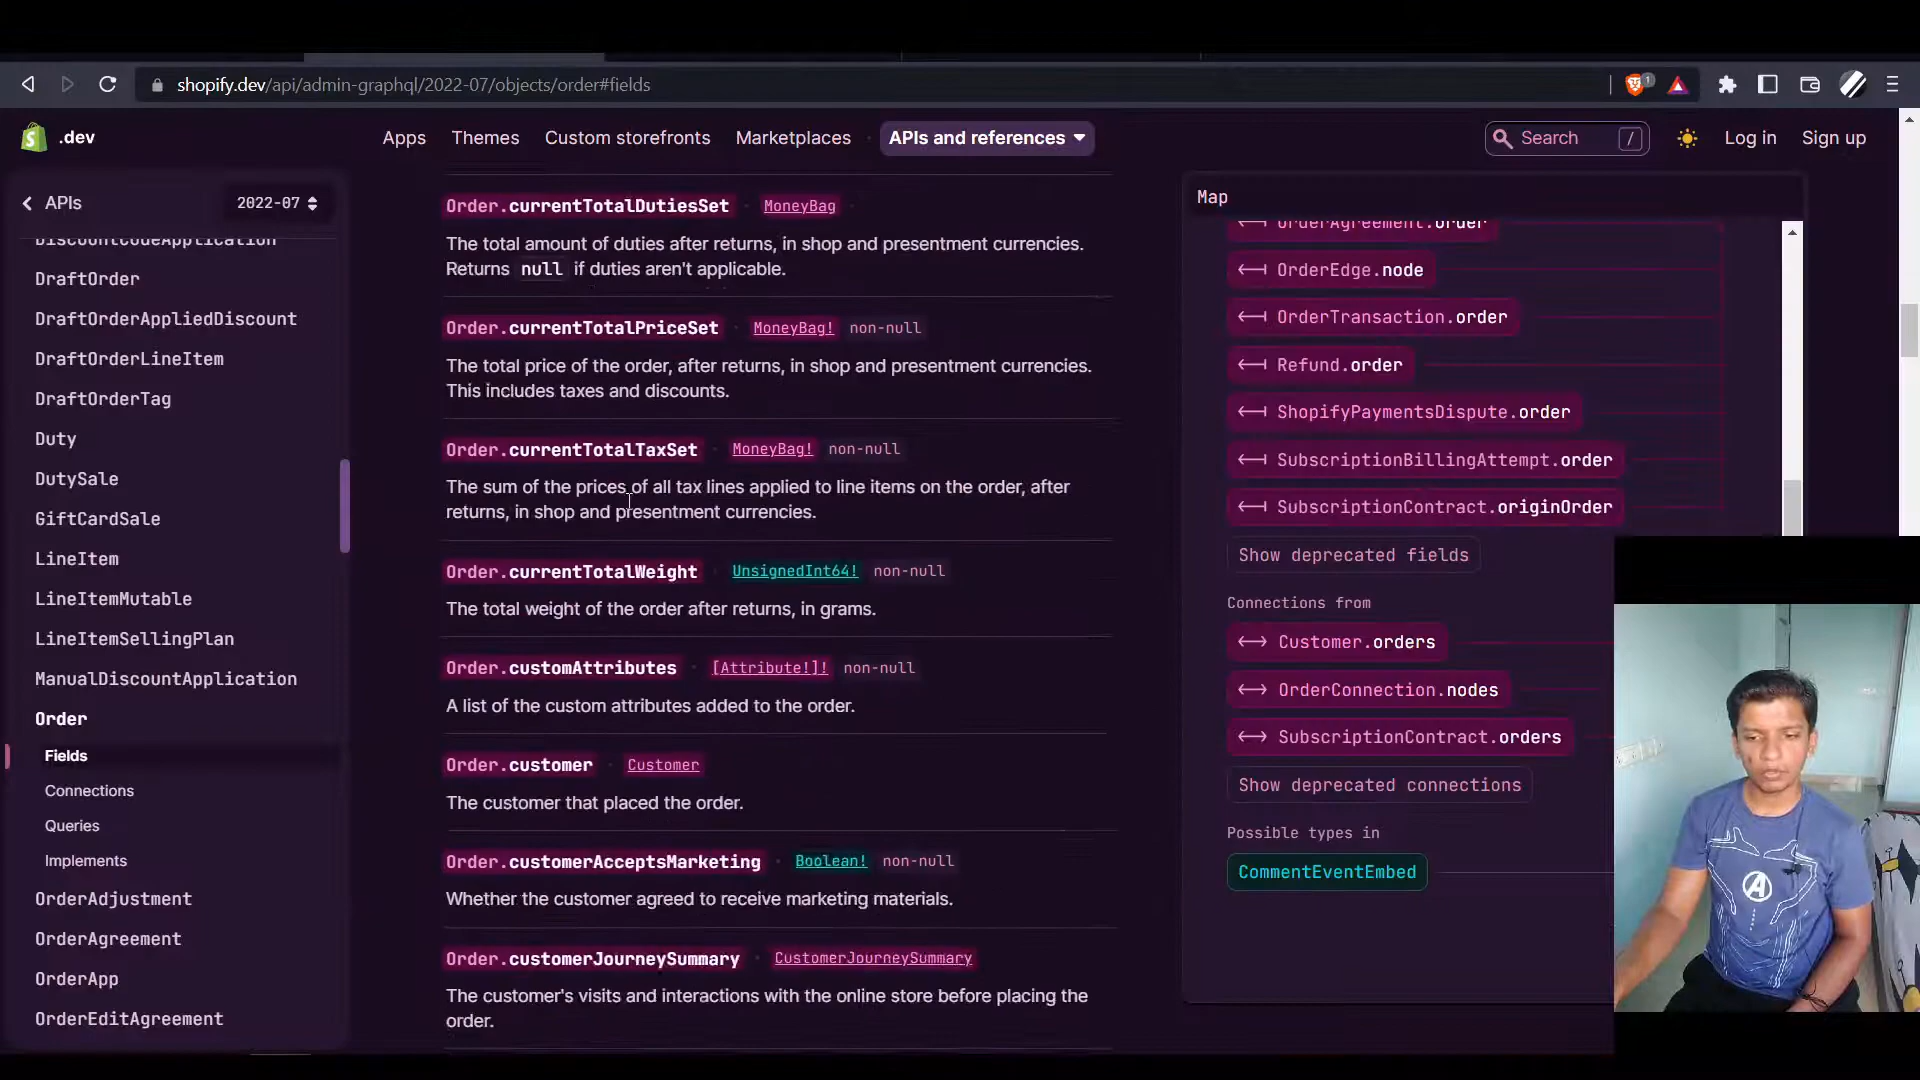 shopify.dev/api/admin-graphql/2022-07/objects/order#fields
1
.dev
Apps
Themes
Custom storefronts
Marketplaces
APIs and references
Search
/
Log in
Sign up
APIs
2022-07
DiscountCodeApplication
DraftOrder
DraftOrderAppliedDiscount
DraftOrderLineItem
DraftOrderTag
Duty
DutySale
GiftCardSale
LineItem
LineItemMutable
LineItemSellingPlan
ManualDiscountApplication
Order
Fields
Connections
Queries
Implements
OrderAdjustment
OrderAgreement
OrderApp
OrderEditAgreement
Order.currentTotalDutiesSet · MoneyBag
The total amount of duties after returns, in shop and presentment currencies.
Returns null if duties aren't applicable.
Order.currentTotalPriceSet · MoneyBag! non-null
The total price of the order, after returns, in shop and presentment currencies.
This includes taxes and discounts.
Order.currentTotalTaxSet · MoneyBag! non-null
The sum of the prices of all tax lines applied to line items on the order, after
returns, in shop and presentment currencies.
Order.currentTotalWeight · UnsignedInt64! non-null
The total weight of the order after returns, in grams.
Order.customAttributes · [Attribute!]! non-null
A list of the custom attributes added to the order.
Order.customer · Customer
The customer that placed the order.
Order.customerAcceptsMarketing · Boolean! non-null
Whether the customer agreed to receive marketing materials.
Order.customerJourneySummary · CustomerJourneySummary
The customer's visits and interactions with the online store before placing the
order.
Map
OrderAgreement.order
OrderEdge.node
OrderTransaction.order
Refund.order
ShopifyPaymentsDispute.order
SubscriptionBillingAttempt.order
SubscriptionContract.originOrder
Show deprecated fields
Connections from
Customer.orders
OrderConnection.nodes
SubscriptionContract.orders
Show deprecated connections
Possible types in
CommentEventEmbed